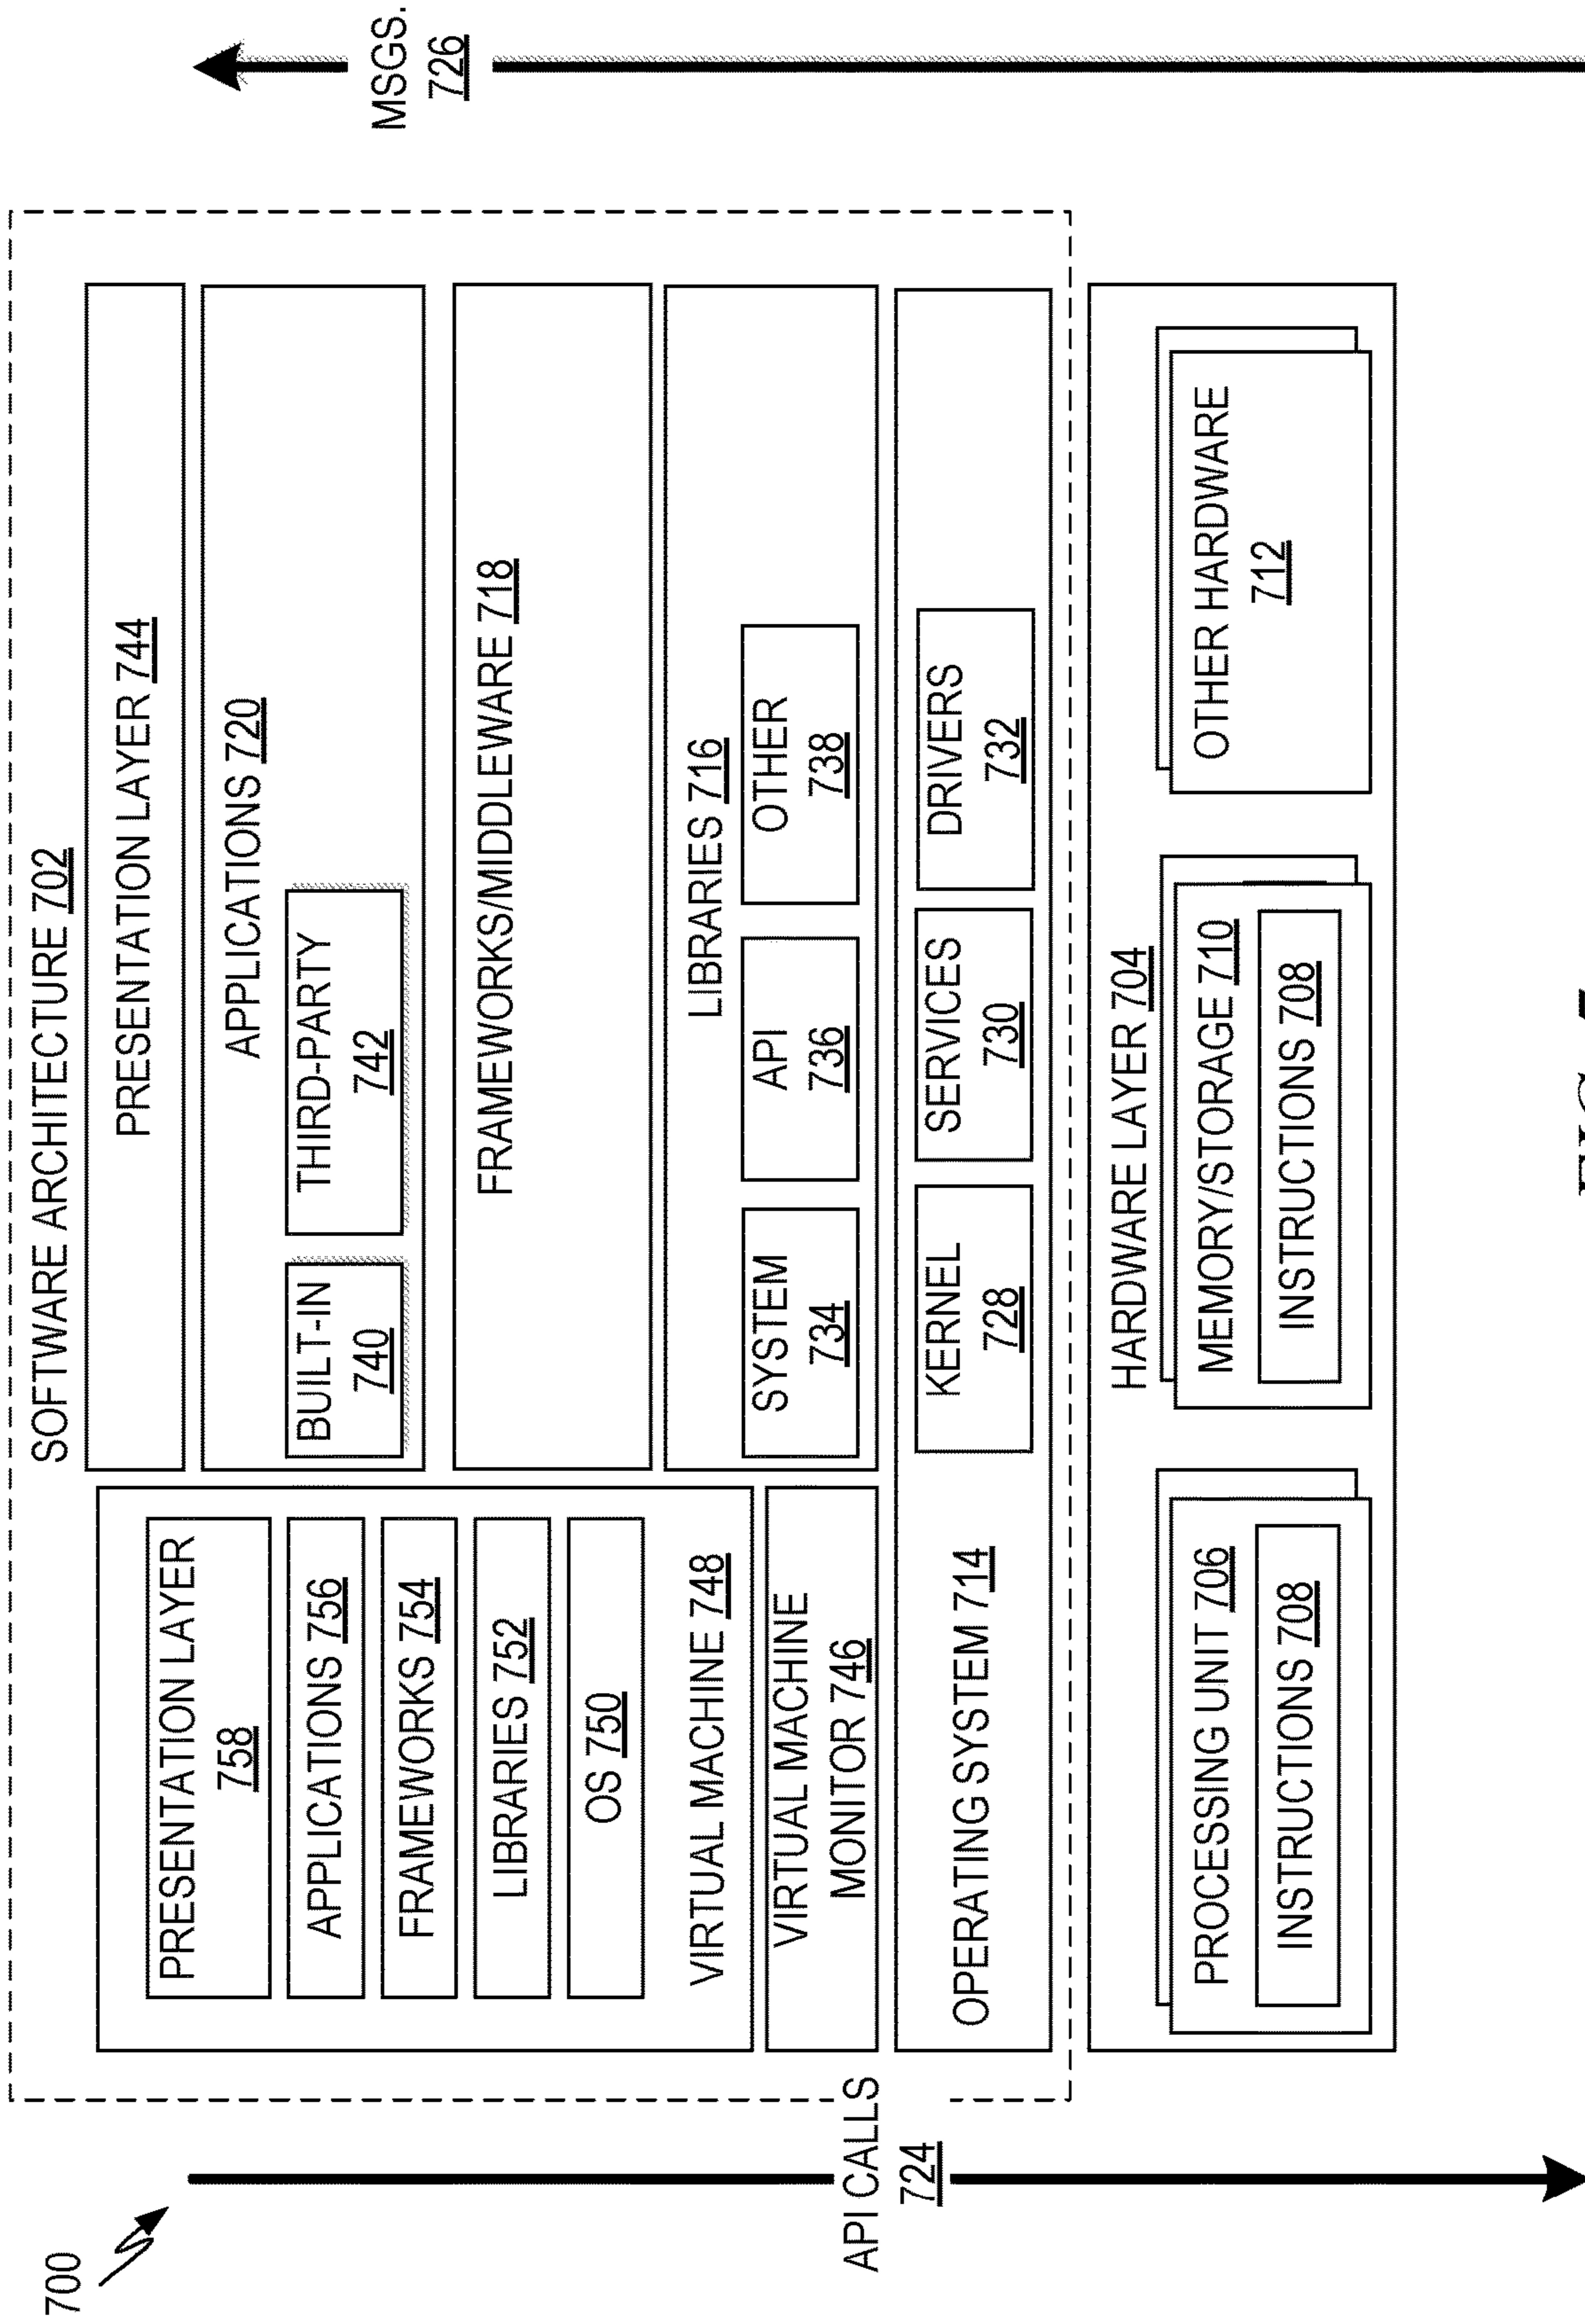 700
SOFTWARE ARCHITECTURE 702
PRESENTATION LAYER 744
PRESENTATION LAYER
758
APPLICATIONS 756
FRAMEWORKS 754
LIBRARIES 752
OS 750
VIRTUAL MACHINE 748
VIRTUAL MACHINE
MONITOR 746
APPLICATIONS 720
BUILT-IN
740
THIRD-PARTY
742
FRAMEWORKS/MIDDLEWARE 718
LIBRARIES 716
SYSTEM
734
API
736
OTHER
738
OPERATING SYSTEM 714
KERNEL
728
SERVICES
730
DRIVERS
732
API CALLS
724
MSGS.
726
HARDWARE LAYER 704
PROCESSING UNIT 706
INSTRUCTIONS 708
MEMORY/STORAGE 710
INSTRUCTIONS 708
OTHER HARDWARE
712